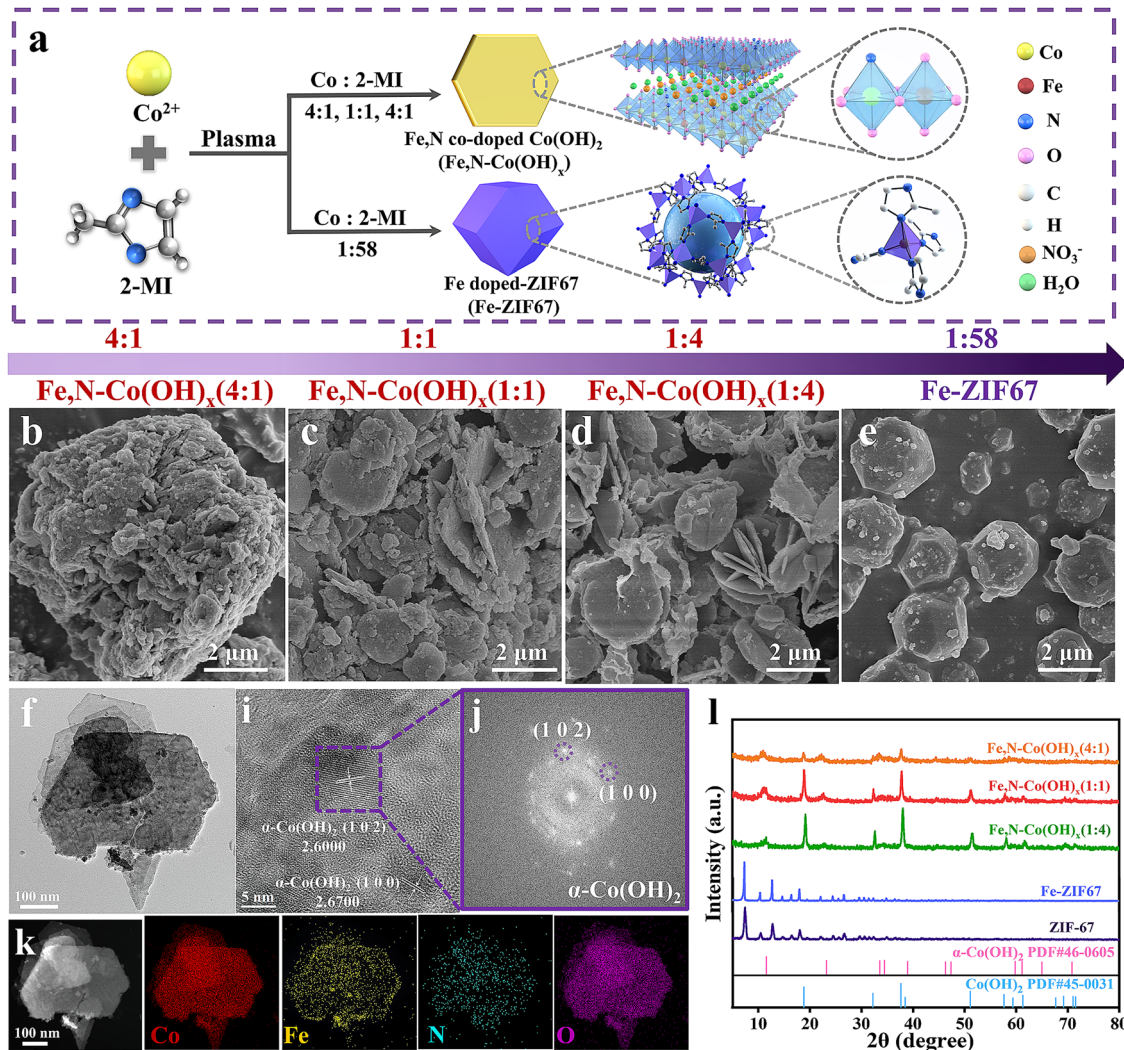 a
Co²⁺
2-MI
Plasma
Co : 2-MI
4:1, 1:1, 4:1
Fe,N co-doped Co(OH)₂
(Fe,N-Co(OH)ₓ)
Co : 2-MI
1:58
Fe doped-ZIF67
(Fe-ZIF67)
Co
Fe
N
O
C
H
NO₃⁻
H₂O
4:1
1:1
1:4
1:58
Fe,N-Co(OH)ₓ(4:1)
Fe,N-Co(OH)ₓ(1:1)
Fe,N-Co(OH)ₓ(1:4)
Fe-ZIF67
b
2 μm
c
2 μm
d
2 μm
e
2 μm
f
100 nm
i
α-Co(OH)₂ (1 0 2)
2.6000
α-Co(OH)₂ (1 0 0)
2.6700
5 nm
j
(1 0 2)
(1 0 0)
α-Co(OH)₂
k
100 nm
Co
Fe
N
O
l
Intensity (a.u.)
Fe,N-Co(OH)ₓ(4:1)
Fe,N-Co(OH)ₓ(1:1)
Fe,N-Co(OH)ₓ(1:4)
Fe-ZIF67
ZIF-67
α-Co(OH)₂ PDF#46-0605
Co(OH)₂ PDF#45-0031
10 20 30 40 50 60 70 80
2θ (degree)